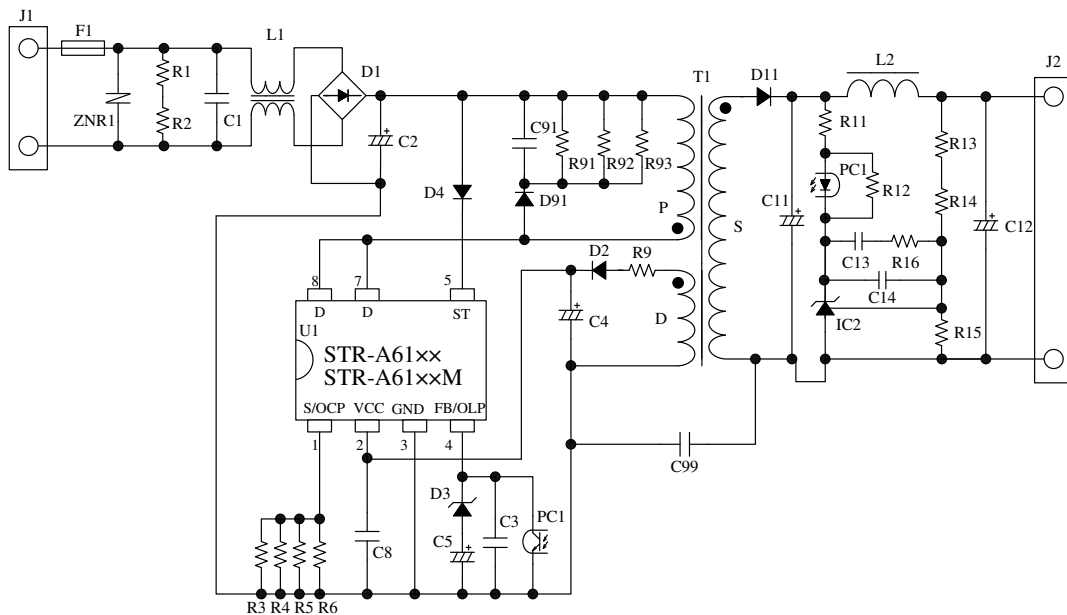 J1
F1
L1
D1
T1
D11
L2
J2
ZNR1
R1
R2
C1
C2
C91
R91
R92
R93
D4
D91
P
S
C11
R11
PC1
R12
R13
R14
C12
C13
R16
C14
IC2
R15
D2
R9
C4
D
8
7
5
D
D
ST
U1
STR-A61××
STR-A61××M
S/OCP
VCC
GND
FB/OLP
1
2
3
4
C99
D3
C5
C3
PC1
C8
R3
R4
R5
R6